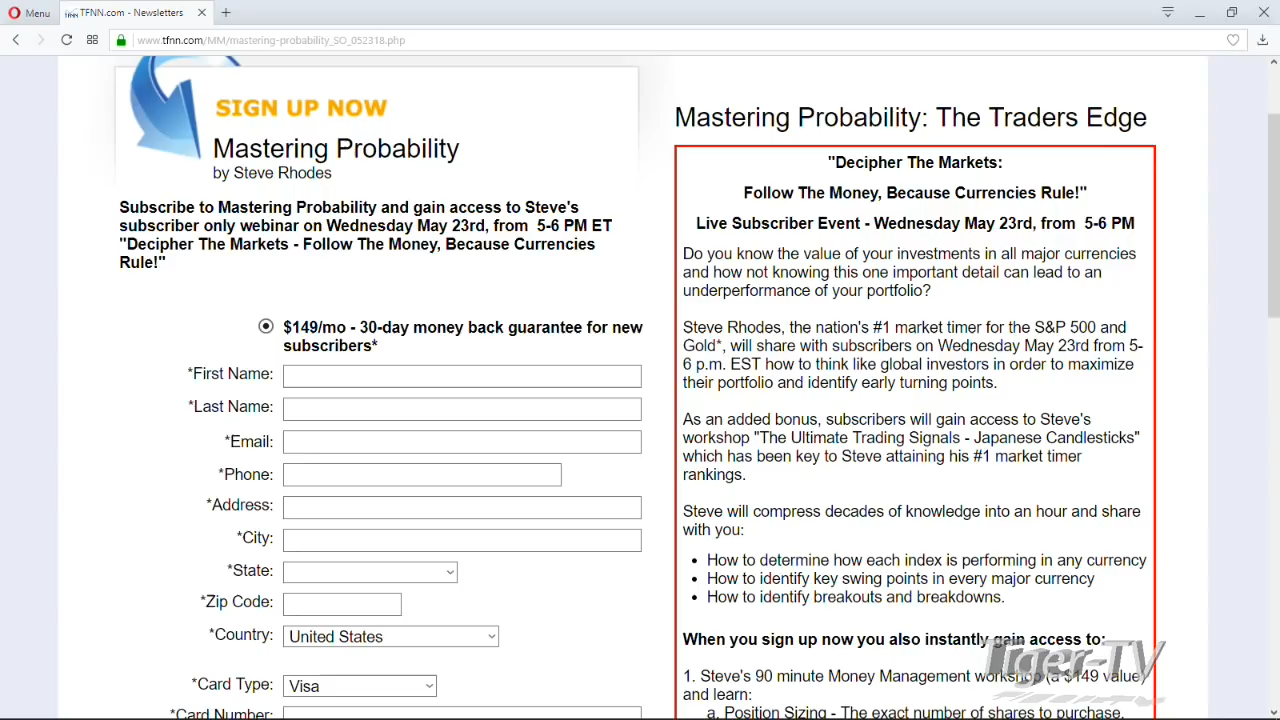 Menu
TFNN.com - Newsletters
www.tfnn.com/MM/mastering-probability_SO_052318.php
SIGN UP NOW
Mastering Probability
by Steve Rhodes
Subscribe to Mastering Probability and gain access to Steve's
subscriber only webinar on Wednesday May 23rd, from 5-6 PM ET
"Decipher The Markets - Follow The Money, Because Currencies
Rule!"
$149/mo - 30-day money back guarantee for new
subscribers*
*First Name:
*Last Name:
*Email:
*Phone:
*Address:
*City:
*State:
*Zip Code:
*Country: United States
*Card Type: Visa
*Card Number:
Mastering Probability: The Traders Edge
"Decipher The Markets:
Follow The Money, Because Currencies Rule!"
Live Subscriber Event - Wednesday May 23rd, from 5-6 PM
Do you know the value of your investments in all major currencies
and how not knowing this one important detail can lead to an
underperformance of your portfolio?
Steve Rhodes, the nation's #1 market timer for the S&P 500 and
Gold*, will share with subscribers on Wednesday May 23rd from 5-
6 p.m. EST how to think like global investors in order to maximize
their portfolio and identify early turning points.
As an added bonus, subscribers will gain access to Steve's
workshop "The Ultimate Trading Signals - Japanese Candlesticks"
which has been key to Steve attaining his #1 market timer
rankings.
Steve will compress decades of knowledge into an hour and share
with you:
• How to determine how each index is performing in any currency
• How to identify key swing points in every major currency
• How to identify breakouts and breakdowns.
When you sign up now you also instantly gain access to:
1. Steve's 90 minute Money Management workshop (a $149 value)
and learn:
a. Position Sizing - The exact number of shares to purchase,
Tiger-TV